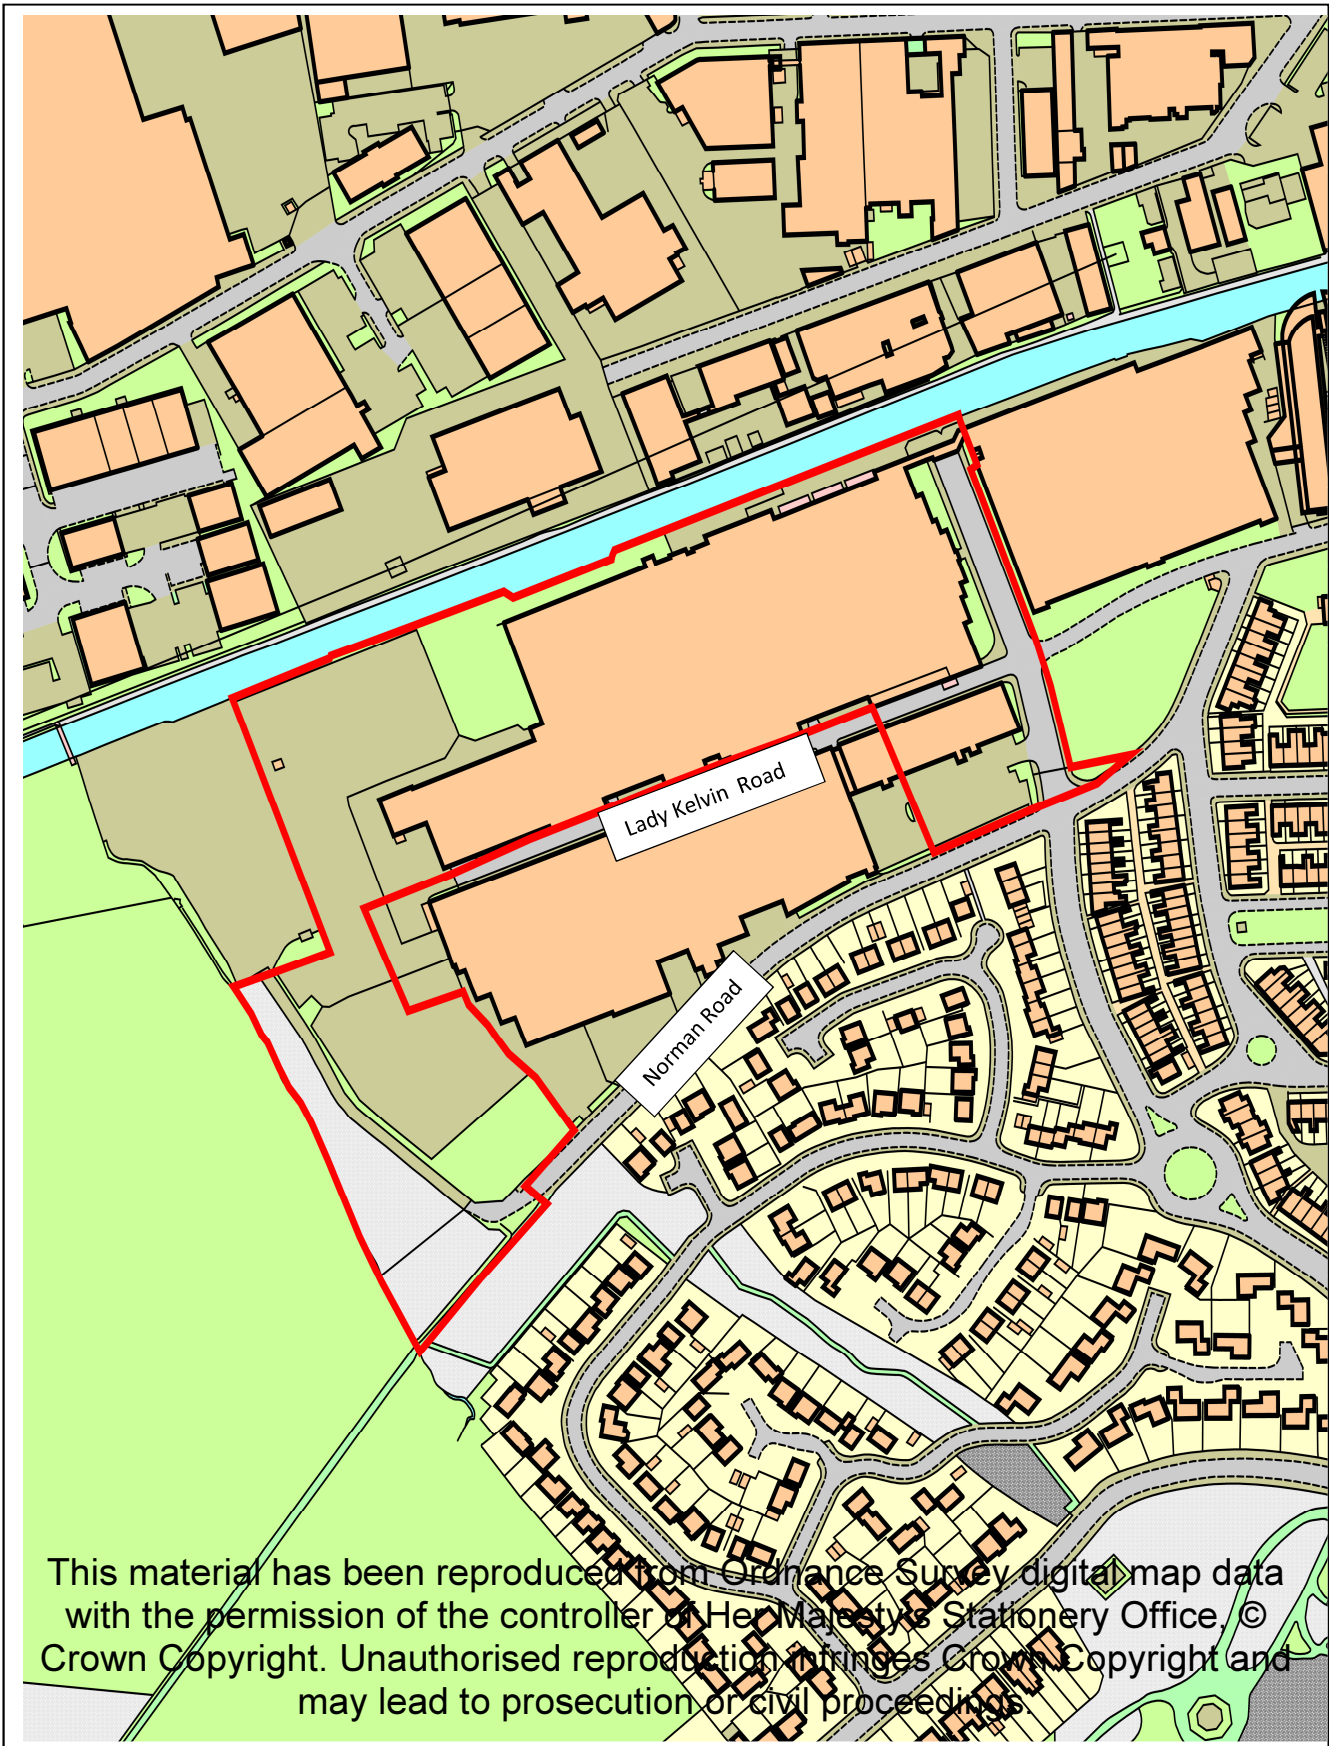 Lady Kelvin Road
Norman Road
This material has been reproduced from Ordnance Survey digital map data
with the permission of the controller of Her Majesty's Stationery Office, ©
Crown Copyright. Unauthorised reproduction infringes Crown Copyright and
may lead to prosecution or civil proceedings.